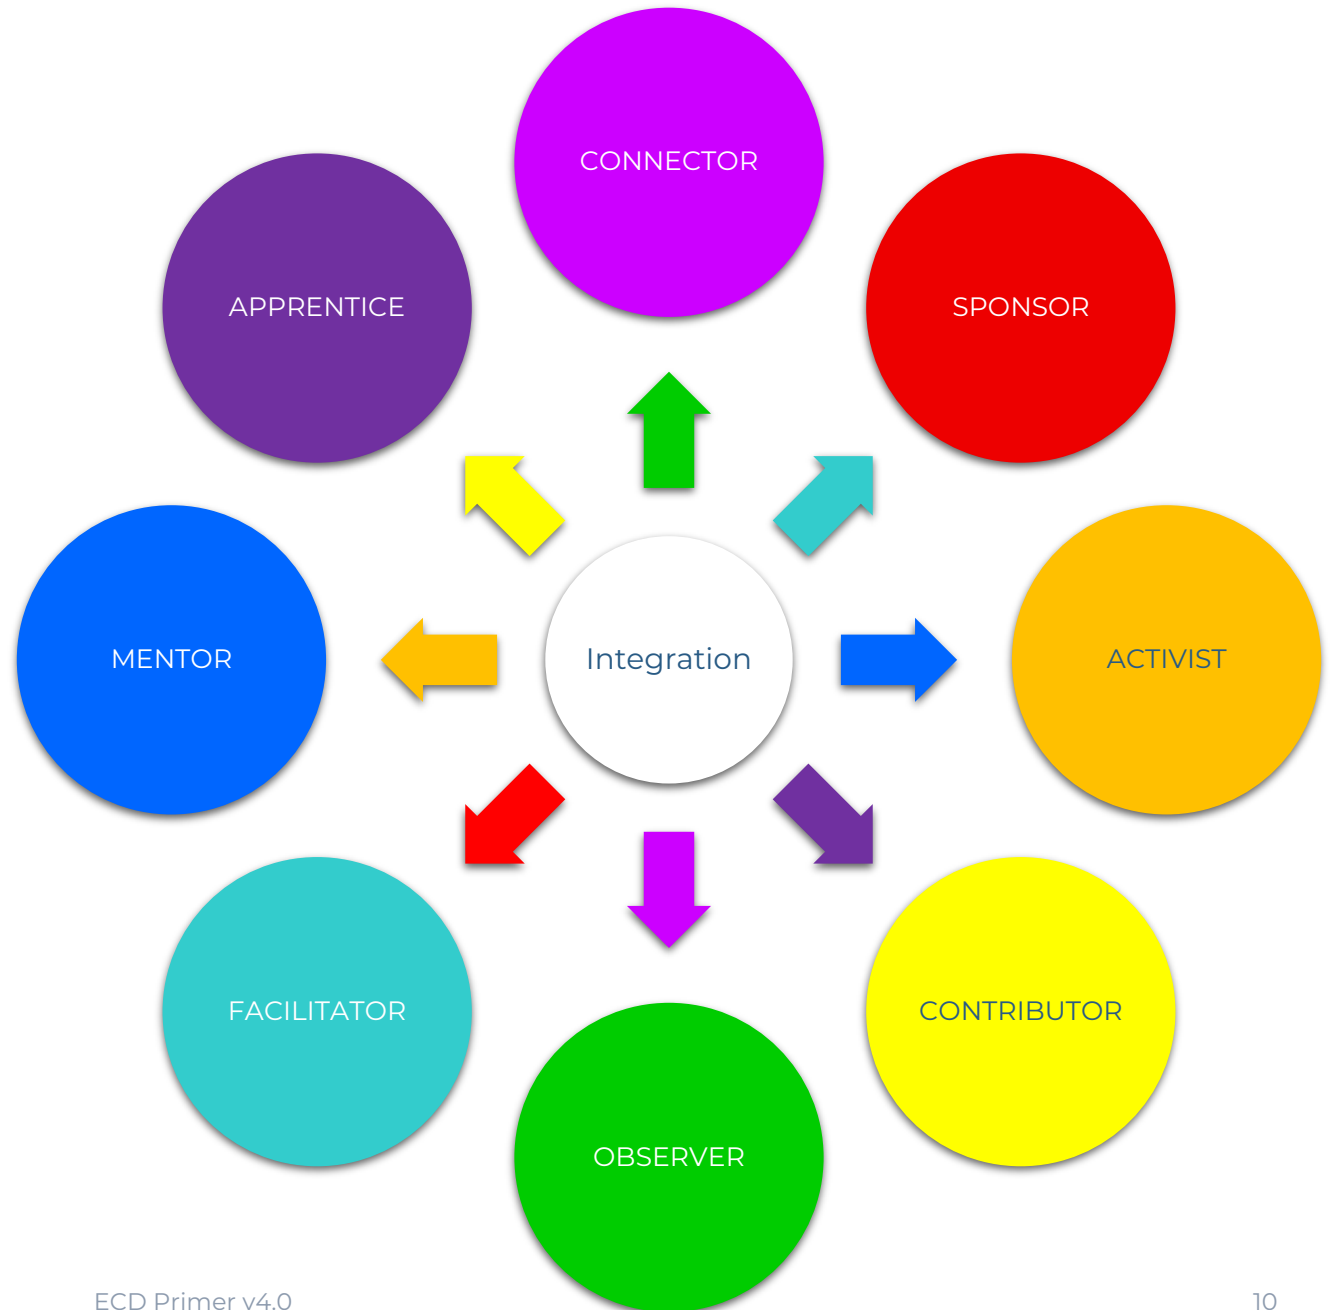 CONNECTOR
APPRENTICE
SPONSOR
MENTOR
Integration
ACTIVIST
FACILITATOR
CONTRIBUTOR
OBSERVER
ECD Primer v4.0
10